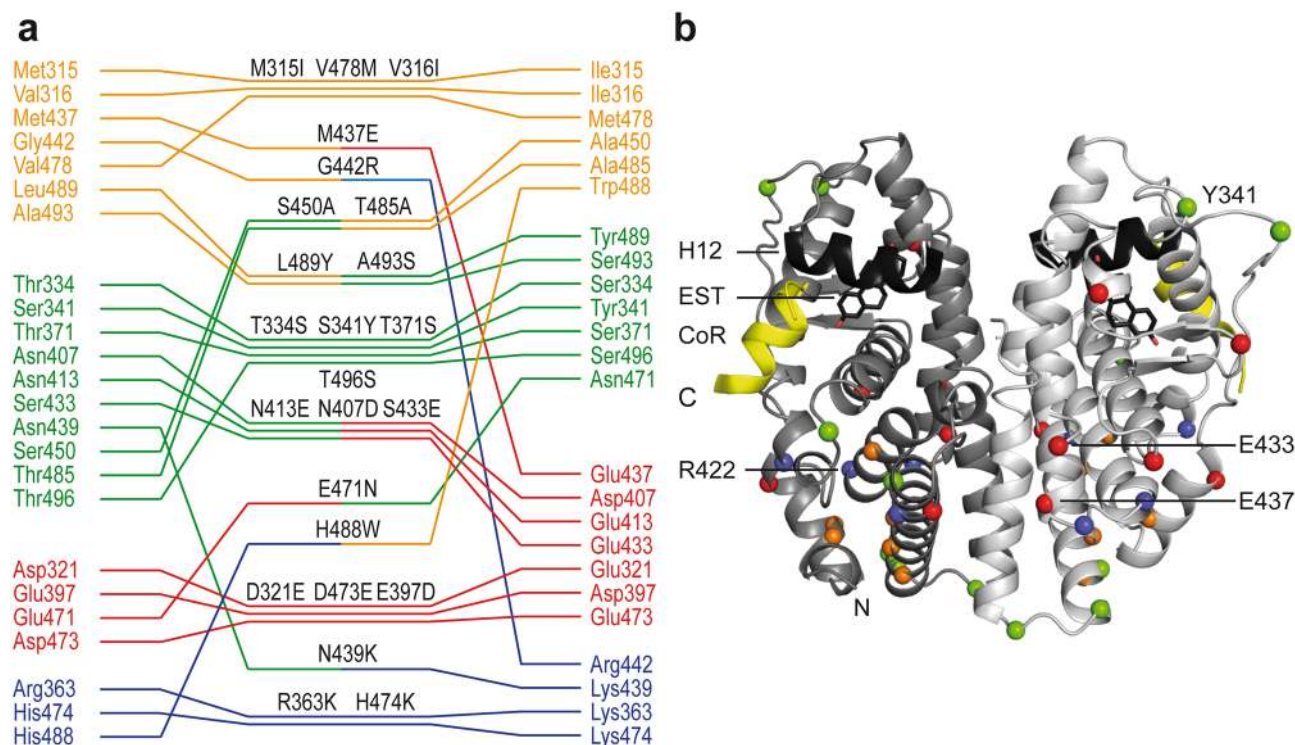 a
Met315
Val316
Met437
Gly442
Val478
Leu489
Ala493
Thr334
Ser341
Thr371
Asn407
Asn413
Ser433
Asn439
Ser450
Thr485
Thr496
Asp321
Glu397
Glu471
Asp473
Arg363
His474
His488
M315I V478M V316I
M437E
G442R
S450A T485A
L489Y A493S
T334S S341Y T371S
T496S
N413E N407D S433E
E471N
H488W
D321E D473E E397D
N439K
R363K H474K
Ile315
Ile316
Met478
Ala450
Ala485
Trp488
Tyr489
Ser493
Ser334
Tyr341
Ser371
Ser496
Asn471
Glu437
Asp407
Glu413
Glu433
Glu321
Asp397
Glu473
Arg442
Lys439
Lys363
Lys474
b
Y341
H12
EST
CoR
C
R422
E433
E437
N